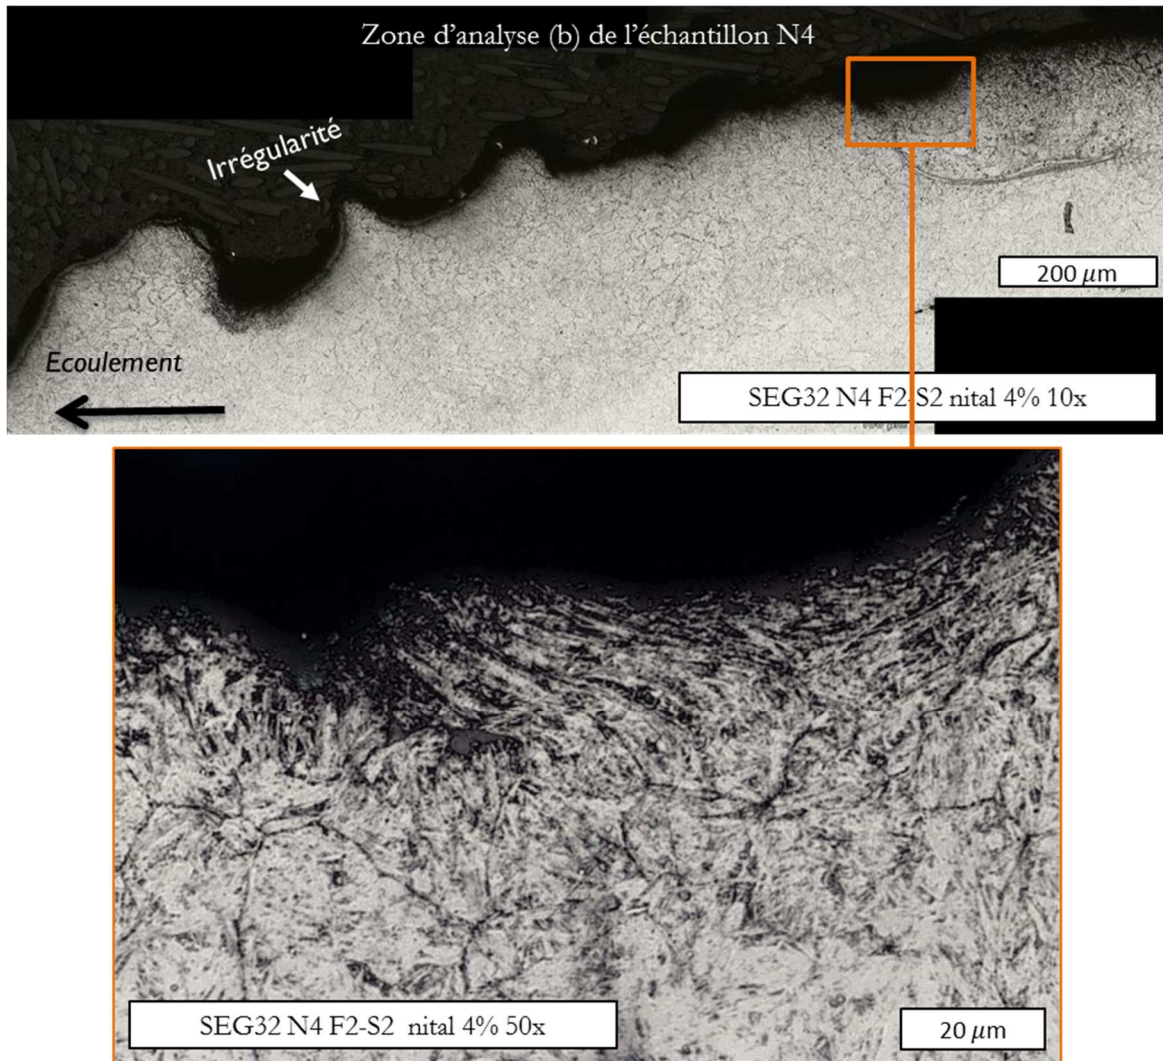 Zone d'analyse (b) de l'échantillon N4
Irrégularité
200 µm
Ecoulement
SEG32 N4 F2-S2 nital 4% 10x
SEG32 N4 F2-S2 nital 4% 50x
20 µm